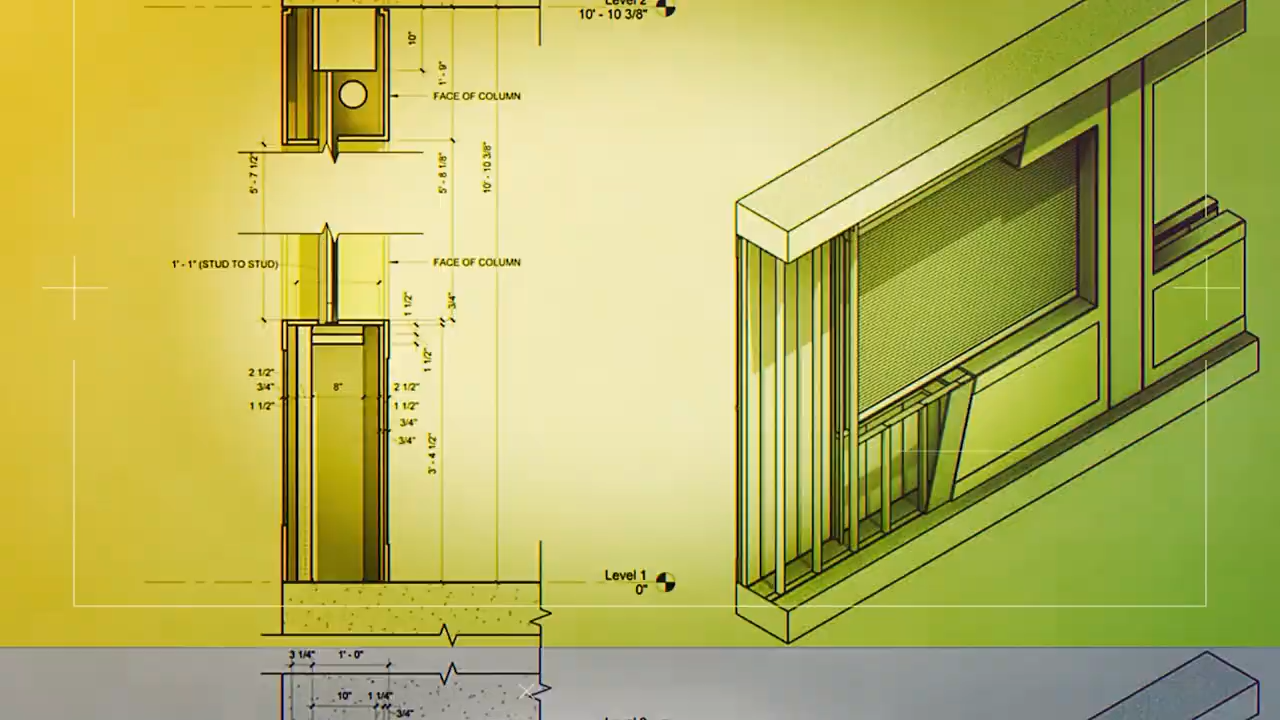 Level 2
10' - 10 3/8"
10"
1' - 9"
FACE OF COLUMN
5' - 7 1/2"
5' - 8 1/8"
10' - 10 3/8"
1' - 1" (STUD TO STUD)
FACE OF COLUMN
1 1/2"
3/4"
1 1/2"
2 1/2"
3/4"
8"
2 1/2"
1 1/2"
1 1/2"
3/4"
3/4"
3' - 4 1/2"
Level 1
0"
3 1/4"
1' - 0"
10"
1 1/4"
3/4"